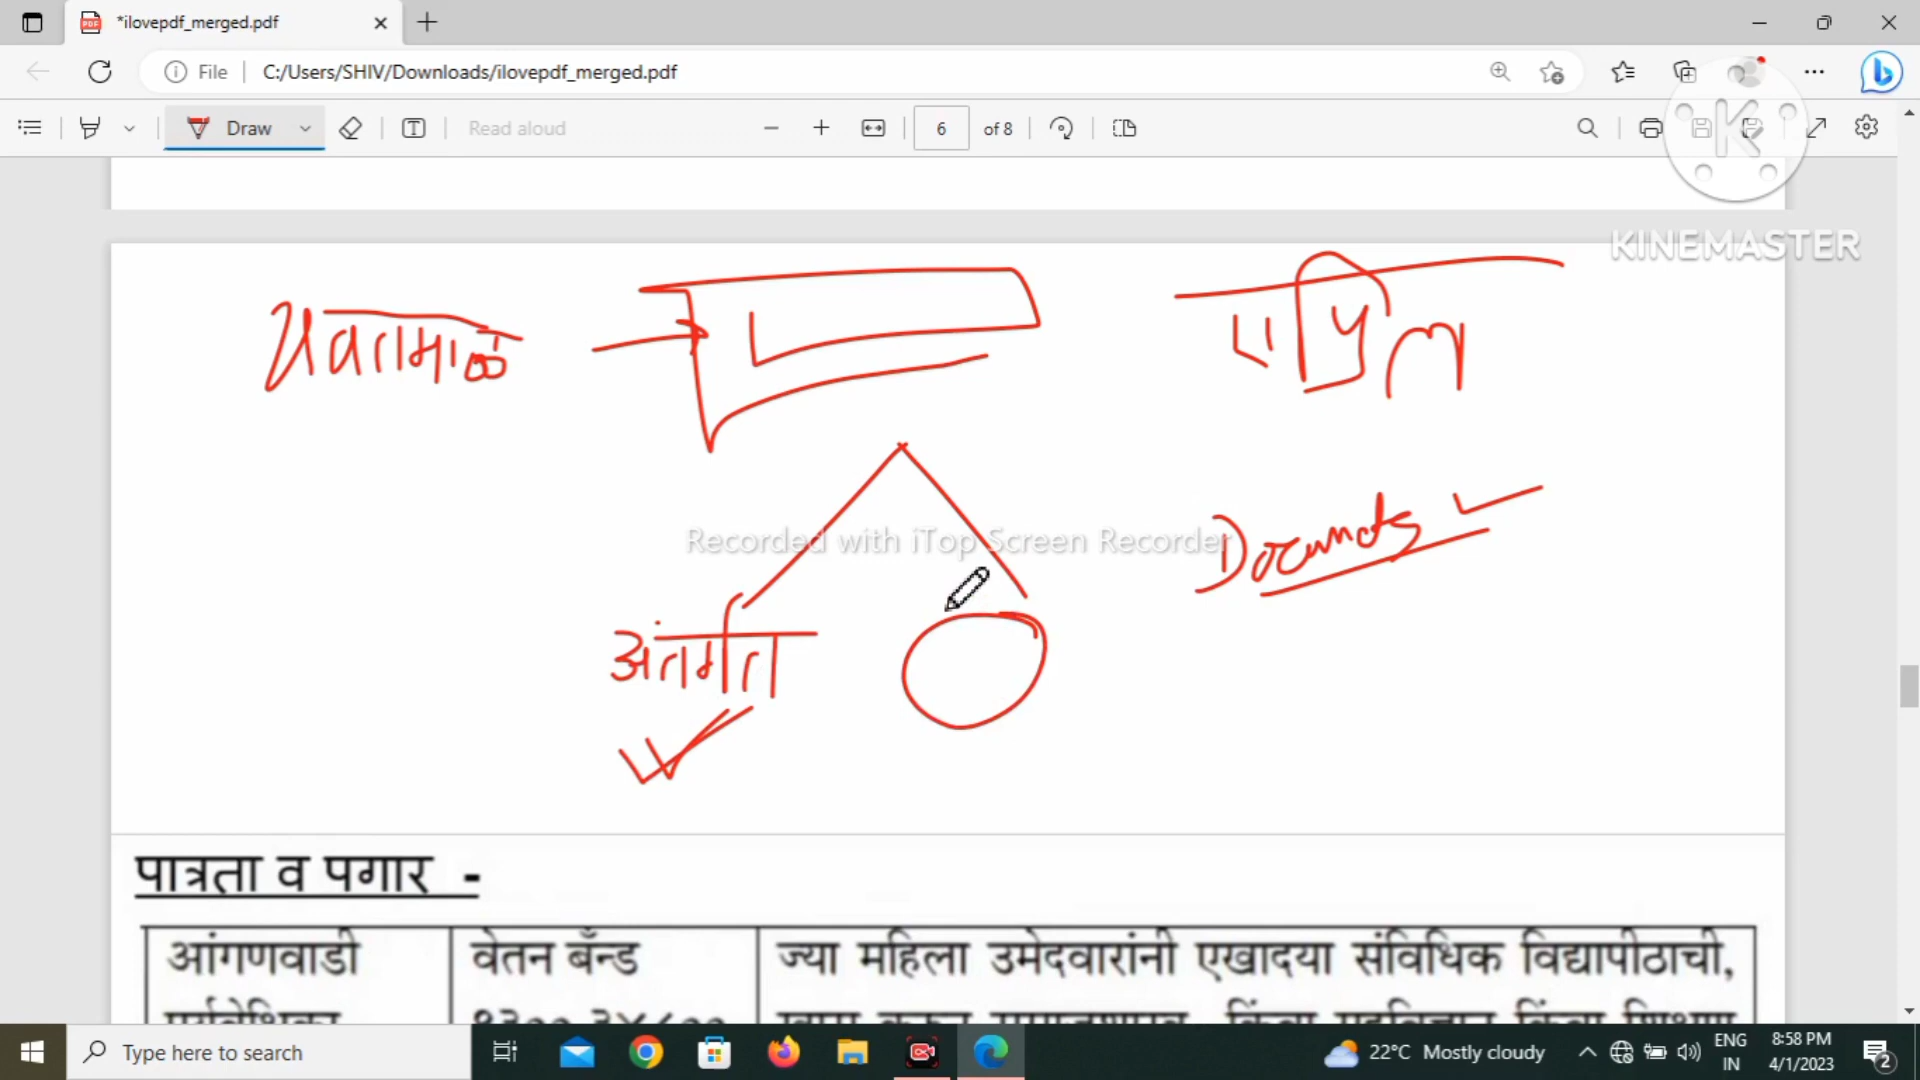 *ilovepdf_merged.pdf
File C:/Users/SHIV/Downloads/ilovepdf_merged.pdf
Draw Read aloud 6 of 8
KINEMASTER
यवतमाळ
Recorded with iTop Screen Recorder
Documents
अंतर्गत
पात्रता व पगार -
आंगणवाडी वेतन बॅन्ड ज्या महिला उमेदवारांनी एखादया संविधिक विद्यापीठाची,
Type here to search 22°C Mostly cloudy ENG 8:58 PM
IN 4/1/2023 2